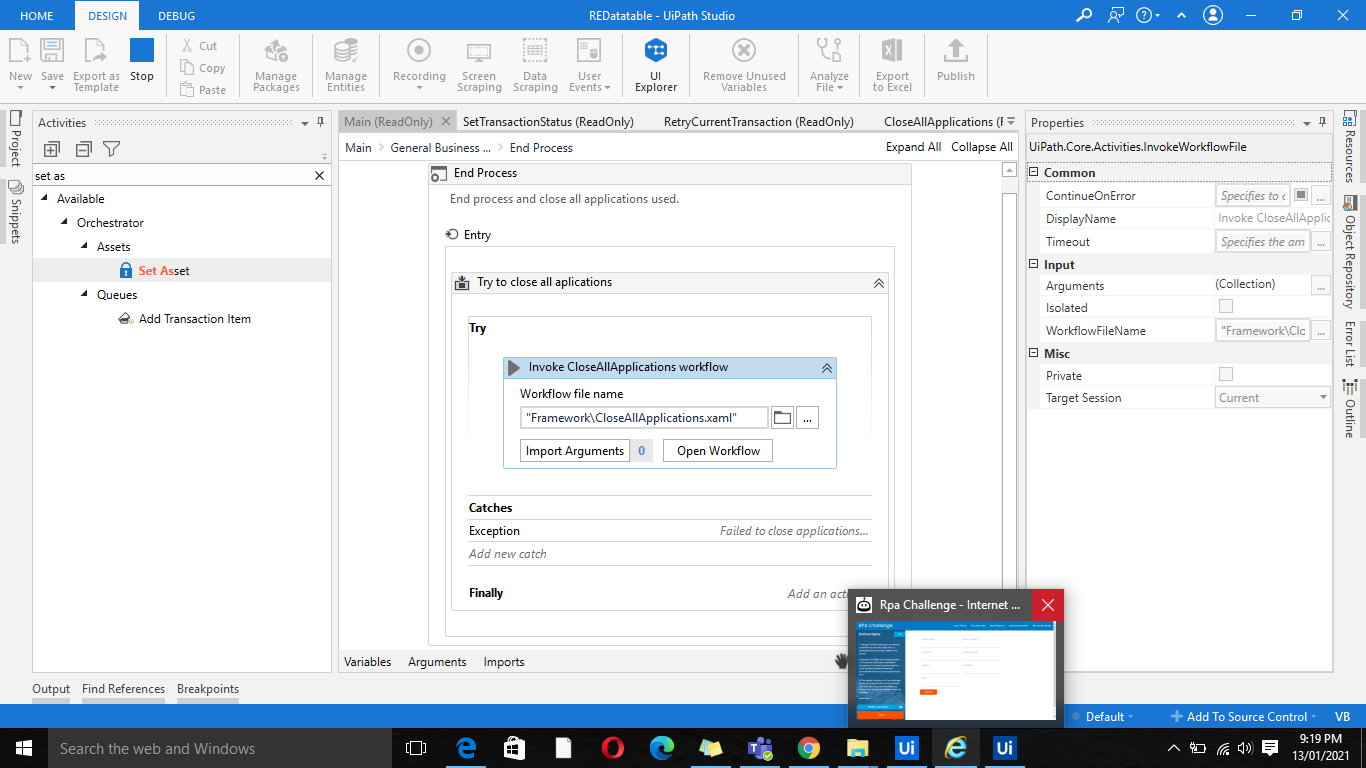 HOME
DESIGN
DEBUG
REDatatable - UiPath Studio
New
Save
Export as Template
Stop
Cut
Copy
Paste
Manage Packages
Manage Entities
Recording
Screen Scraping
Data Scraping
User Events
UI Explorer
Remove Unused Variables
Analyze File
Export to Excel
Publish
Project
Snippets
Activities
set as
Available
Orchestrator
Assets
Set Asset
Queues
Add Transaction Item
Main (ReadOnly)
SetTransactionStatus (ReadOnly)
RetryCurrentTransaction (ReadOnly)
CloseAllApplications (F
Main
General Business ...
End Process
Expand All
Collapse All
End Process
End process and close all applications used.
Entry
Try to close all aplications
Try
Invoke CloseAllApplications workflow
Workflow file name
"Framework\CloseAllApplications.xaml"
...
Import Arguments
0
Open Workflow
Catches
Exception
Failed to close applications...
Add new catch
Finally
Add an acti
Variables
Arguments
Imports
Properties
UiPath.Core.Activities.InvokeWorkflowFile
Common
ContinueOnError
Specifies to c
...
DisplayName
Invoke CloseAllApplic
Timeout
Specifies the am
...
Input
Arguments
(Collection)
...
Isolated
WorkflowFileName
"Framework\Clo
...
Misc
Private
Target Session
Current
Resources
Object Repository
Error List
Outline
Output
Find References
Breakpoints
Rpa Challenge - Internet ...
RPA Challenge
Instructions
Default
Add To Source Control
VB
Search the web and Windows
Ui
Ui
9:19 PM
13/01/2021